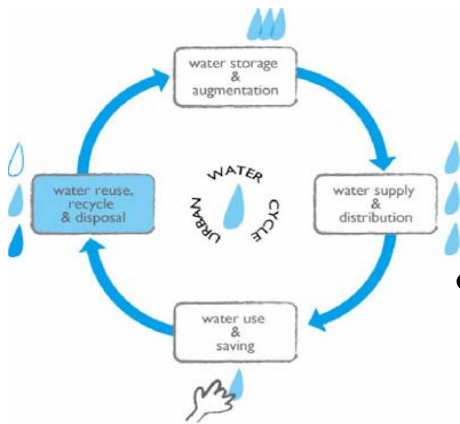 water storage
&
augmentation
water supply
&
distribution
water use
&
saving
water reuse,
recycle
& disposal
URBAN
WATER
CYCLE